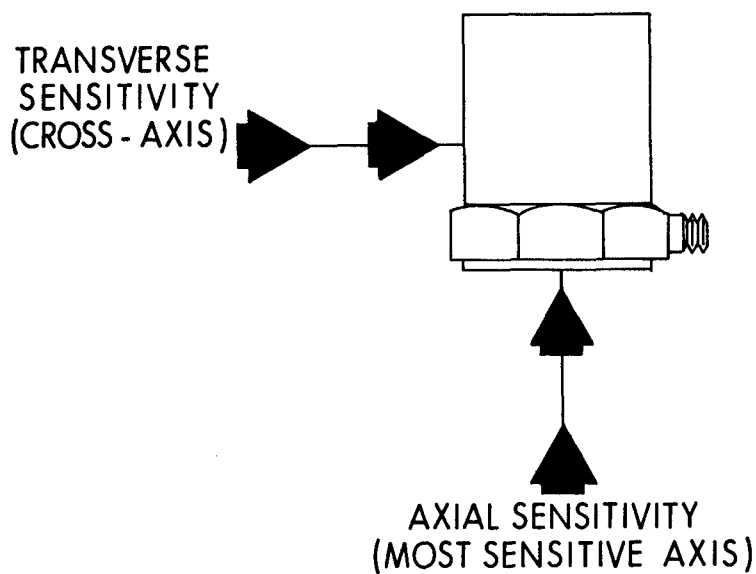 TRANSVERSE
SENSITIVITY
(CROSS - AXIS)
AXIAL SENSITIVITY
(MOST SENSITIVE AXIS)